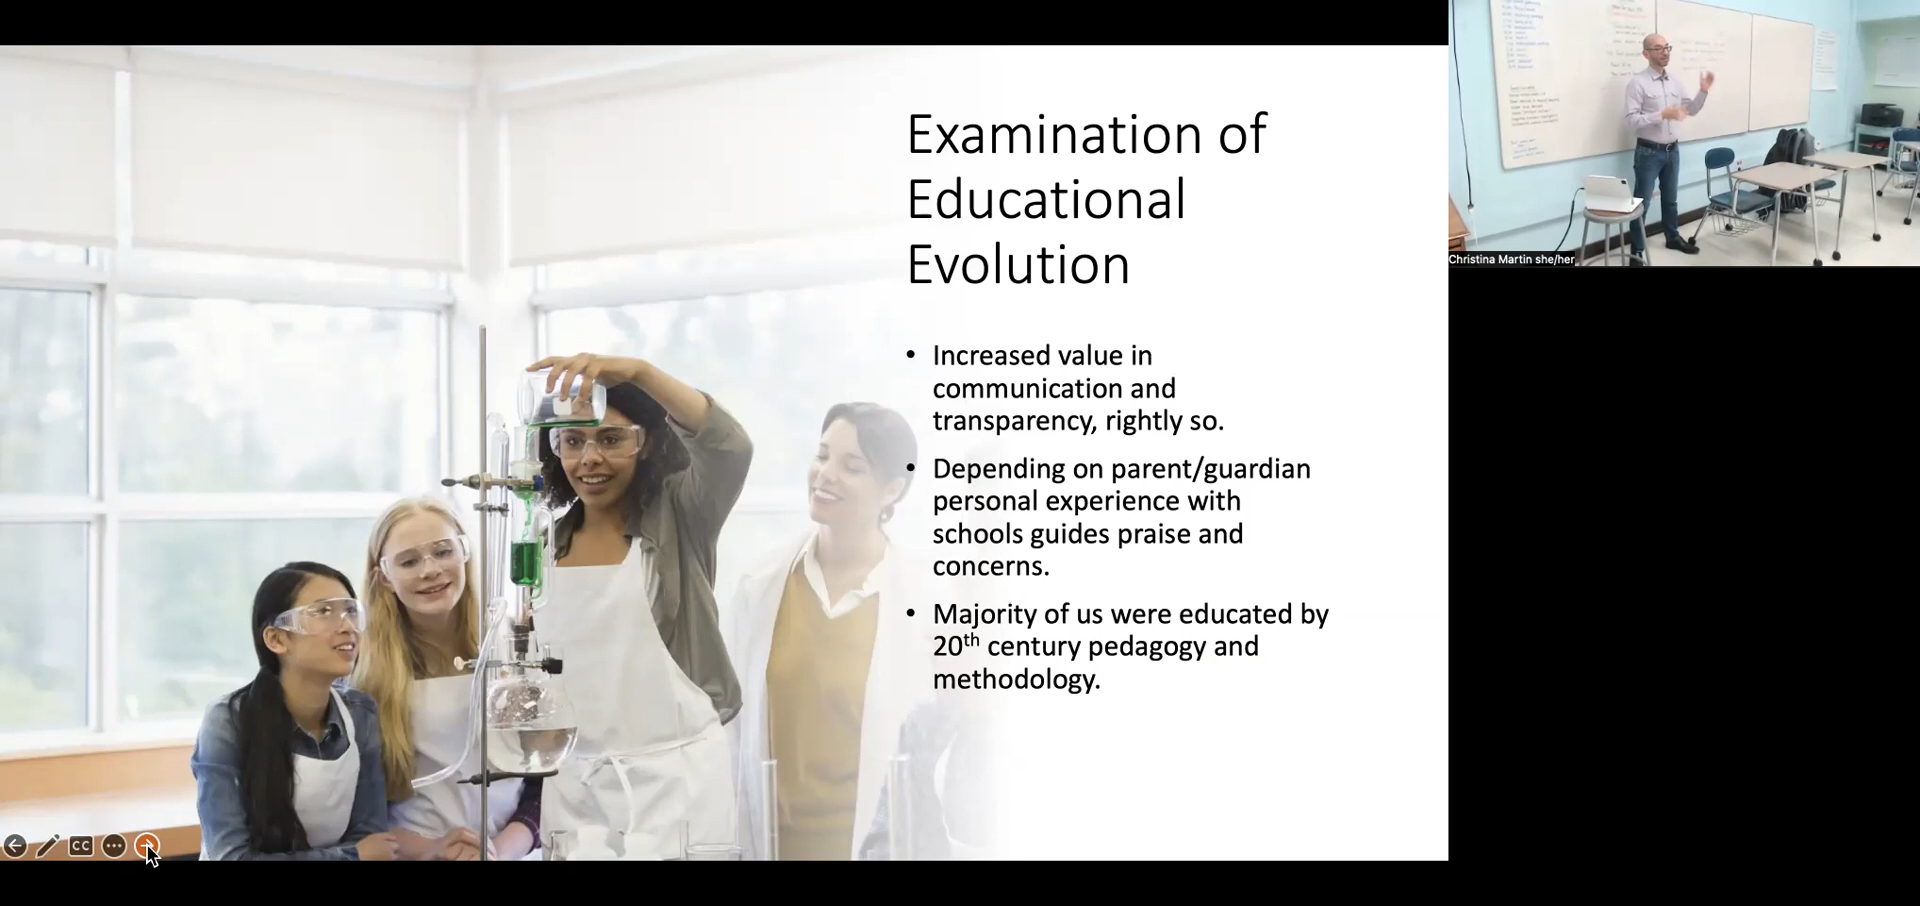 Examination of
Educational
Evolution
• Increased value in
communication and
transparency, rightly so.
• Depending on parent/guardian
personal experience with
schools guides praise and
concerns.
• Majority of us were educated by
20th century pedagogy and
methodology.
CC
Christina Martin she/her